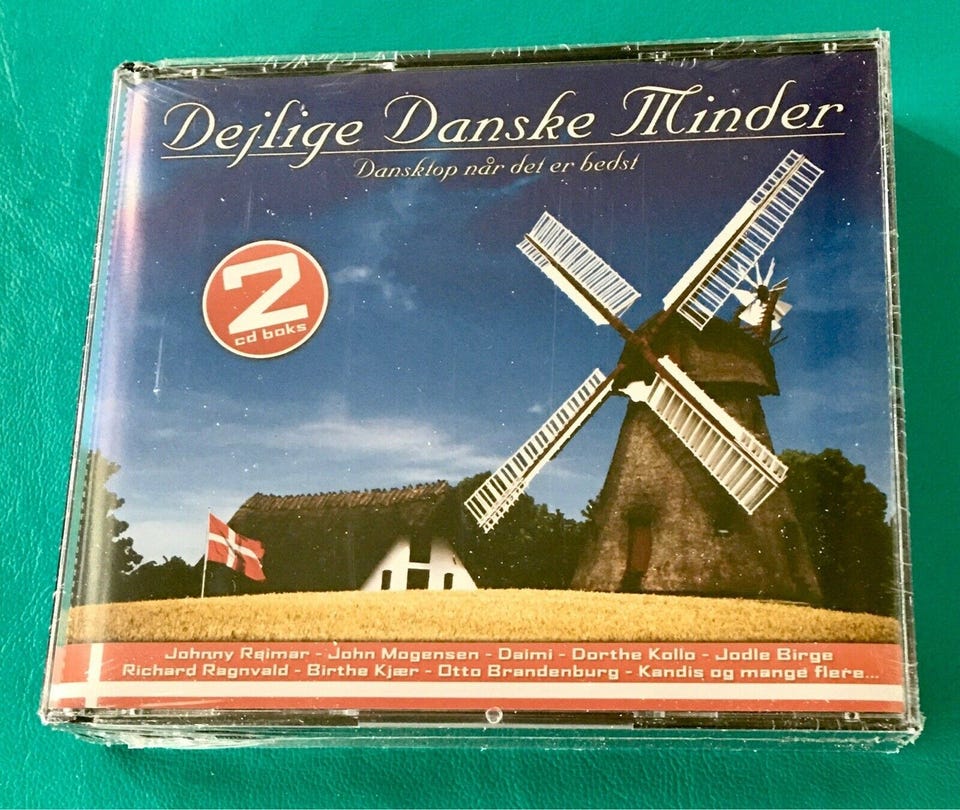 Dejlige Danske Minder
Dansktop når det er bedst
2
cd boks
Johnny Reimar - John Mogensen - Daimi - Dorthe Kollo - Jodle Birge
Richard Ragnvald - Birthe Kjær - Otto Brandenburg - Kandis og mange flere...